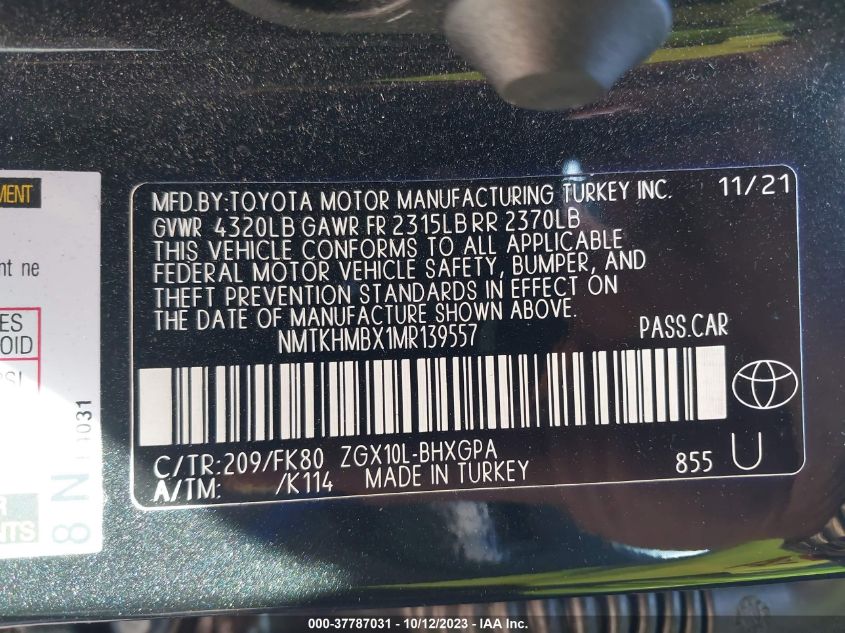 MENT
nt ne
ES
OID
8 N
031
R
NTS
MFD.BY:TOYOTA MOTOR MANUFACTURING TURKEY INC. 11/21
GVWR 4320LB GAWR FR 2315LB RR 2370LB
THIS VEHICLE CONFORMS TO ALL APPLICABLE
FEDERAL MOTOR VEHICLE SAFETY, BUMPER, AND
THEFT PREVENTION STANDARDS IN EFFECT ON
THE DATE OF MANUFACTURE SHOWN ABOVE.
NMTKHMBX1MR139557 PASS.CAR
C/TR:209/FK80 ZGX10L-BHXGPA
A/TM: /K114 MADE IN TURKEY 855 U
000-37787031 - 10/12/2023 - IAA Inc.